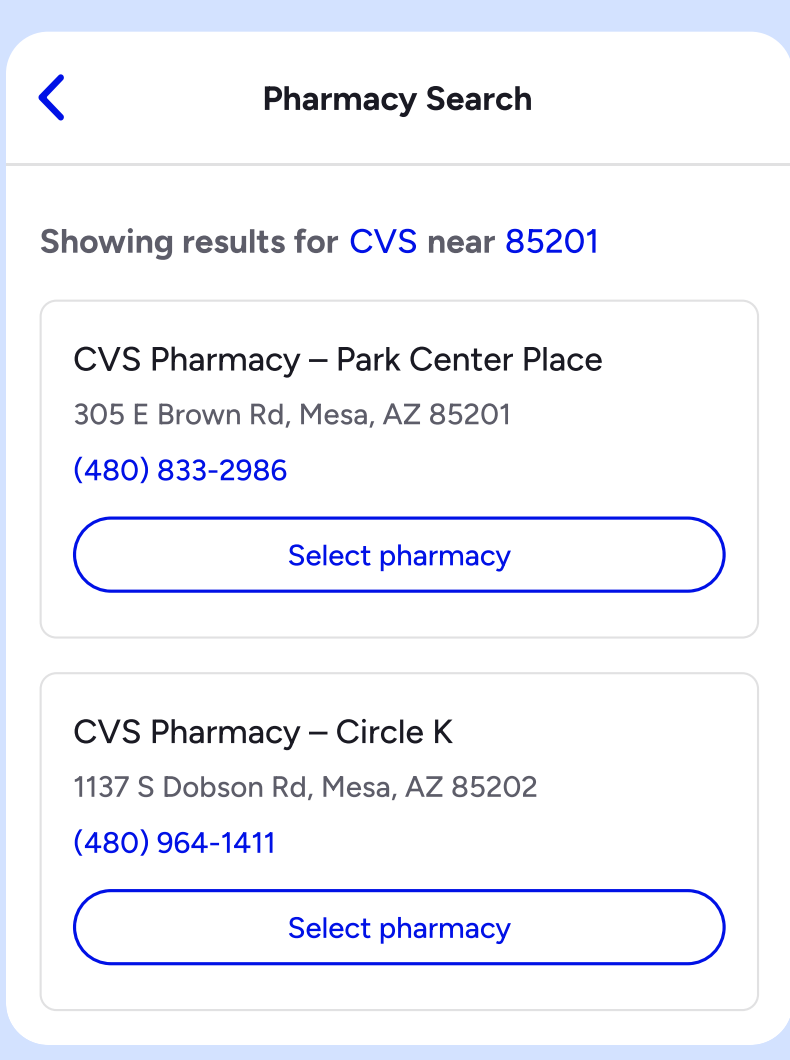 Pharmacy Search
Showing results for CVS near 85201
CVS Pharmacy – Park Center Place
305 E Brown Rd, Mesa, AZ 85201
(480) 833-2986
Select pharmacy
CVS Pharmacy – Circle K
1137 S Dobson Rd, Mesa, AZ 85202
(480) 964-1411
Select pharmacy